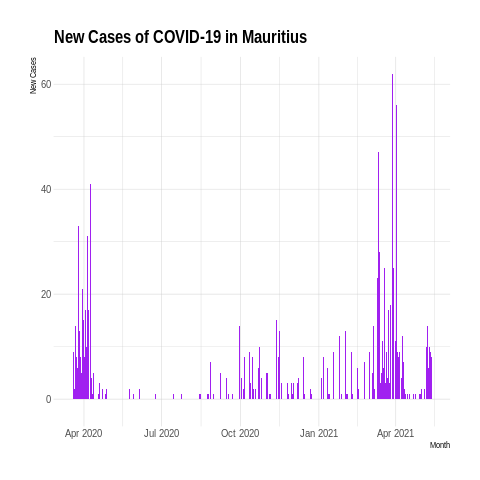 New Cases of COVID-19 in Mauritius
New Cases
60
40
20
0
Apr 2020 Jul 2020 Oct 2020 Jan 2021 Apr 2021
Month